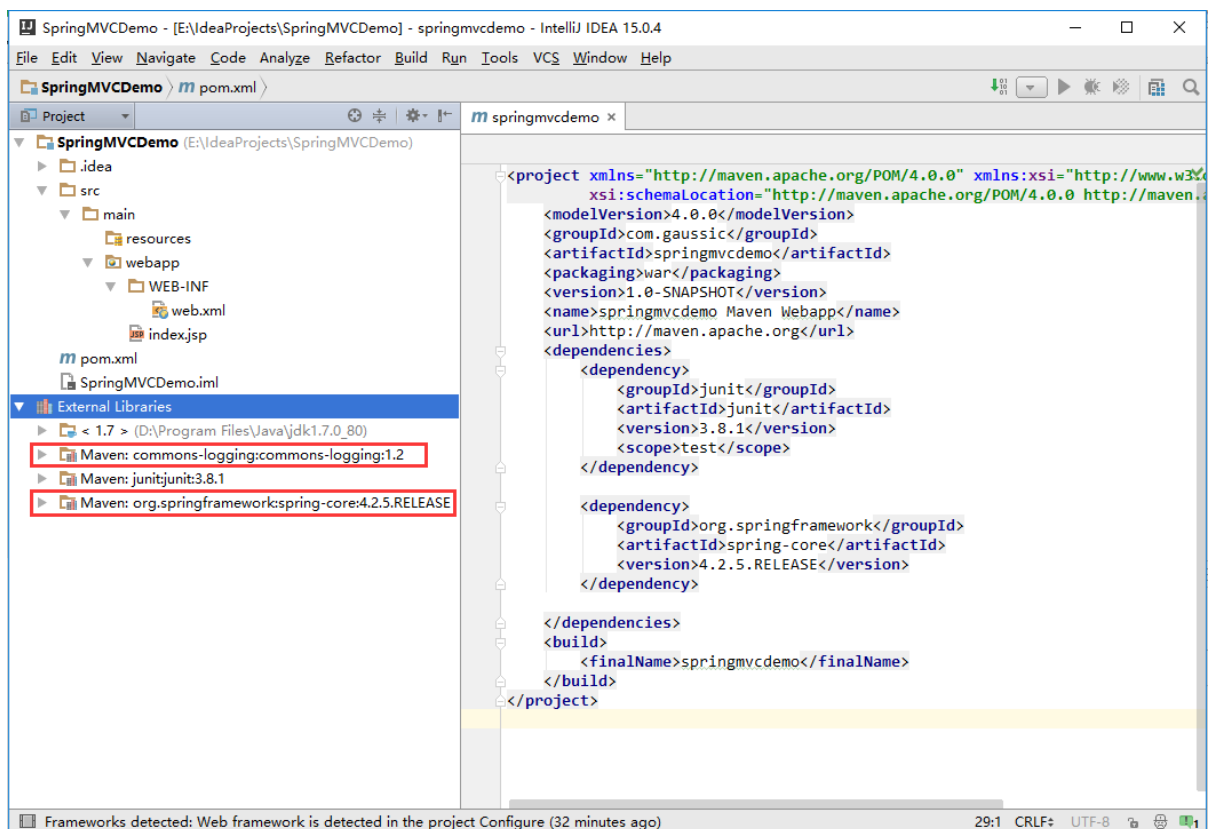 SpringMVCDemo - [E:\IdeaProjects\SpringMVCDemo] - springmvcdemo - IntelliJ IDEA 15.0.4
File Edit View Navigate Code Analyze Refactor Build Run Tools VCS Window Help
SpringMVCDemo m pom.xml
Project
m springmvcdemo ×
SpringMVCDemo (E:\IdeaProjects\SpringMVCDemo)
.idea
src
main
resources
webapp
WEB-INF
web.xml
index.jsp
m pom.xml
SpringMVCDemo.iml
External Libraries
< 1.7 > (D:\Program Files\Java\jdk1.7.0_80)
Maven: commons-logging:commons-logging:1.2
Maven: junit:junit:3.8.1
Maven: org.springframework:spring-core:4.2.5.RELEASE
<project xmlns="http://maven.apache.org/POM/4.0.0" xmlns:xsi="http://www.w3
xsi:schemaLocation="http://maven.apache.org/POM/4.0.0 http://maven.
<modelVersion>4.0.0</modelVersion>
<groupId>com.gaussic</groupId>
<artifactId>springmvcdemo</artifactId>
<packaging>war</packaging>
<version>1.0-SNAPSHOT</version>
<name>springmvcdemo Maven Webapp</name>
<url>http://maven.apache.org</url>
<dependencies>
<dependency>
<groupId>junit</groupId>
<artifactId>junit</artifactId>
<version>3.8.1</version>
<scope>test</scope>
</dependency>
<dependency>
<groupId>org.springframework</groupId>
<artifactId>spring-core</artifactId>
<version>4.2.5.RELEASE</version>
</dependency>
</dependencies>
<build>
<finalName>springmvcdemo</finalName>
</build>
</project>
Frameworks detected: Web framework is detected in the project Configure (32 minutes ago)
29:1 CRLF UTF-8 1